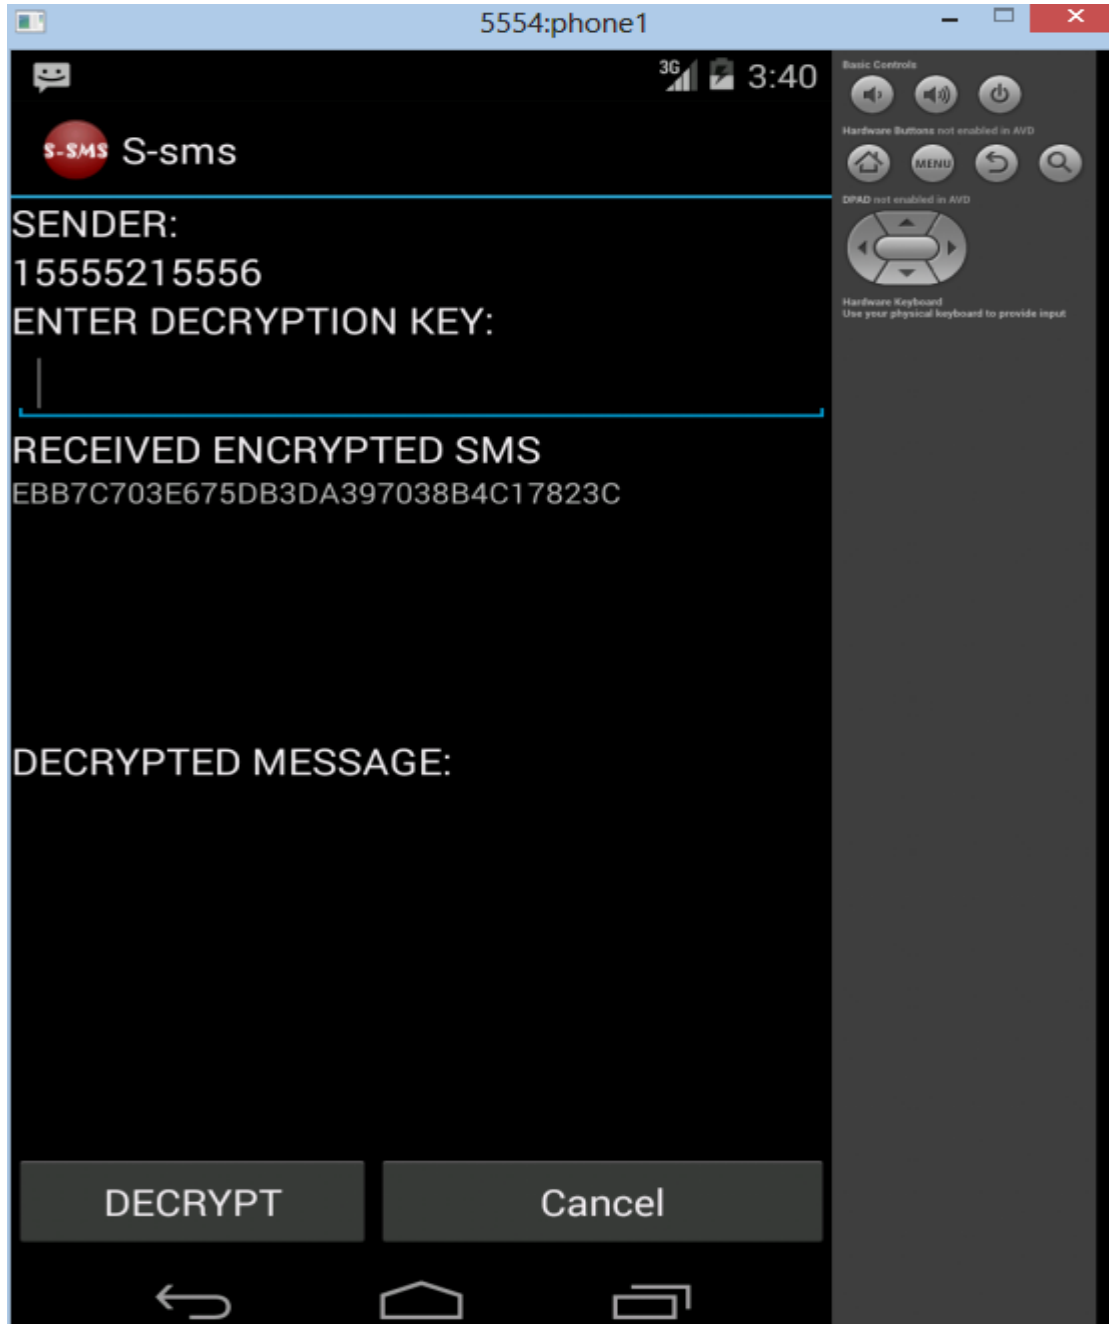 5554:phone1
3G 3:40
S-SMS S-sms
SENDER:
15555215556
ENTER DECRYPTION KEY:
RECEIVED ENCRYPTED SMS
EBB7C703E675DB3DA397038B4C17823C
DECRYPTED MESSAGE:
DECRYPT
Cancel
Basic Controls
Hardware Buttons not enabled in AVD
MENU
DPAD not enabled in AVD
Hardware Keyboard
Use your physical keyboard to provide input